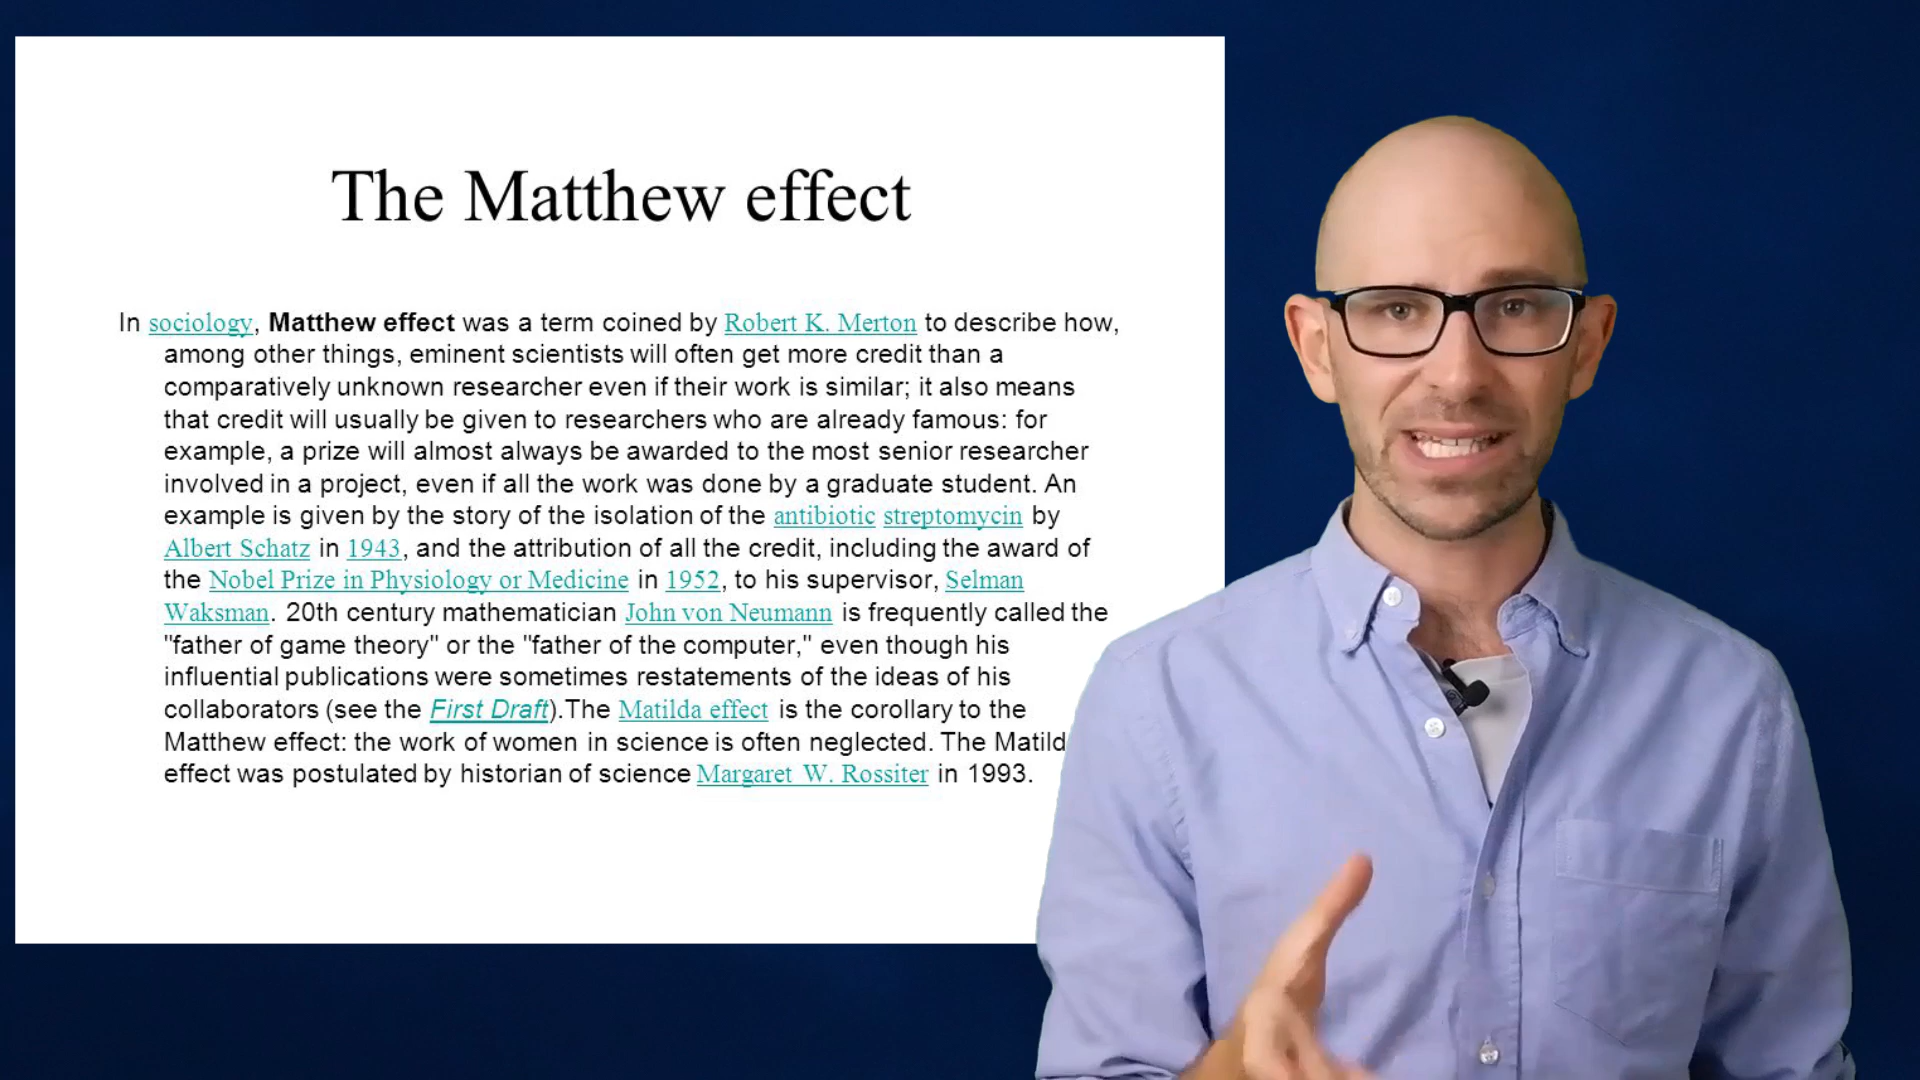 The Matthew effect
In sociology, Matthew effect was a term coined by Robert K. Merton to describe how,
among other things, eminent scientists will often get more credit than a
comparatively unknown researcher even if their work is similar; it also means
that credit will usually be given to researchers who are already famous: for
example, a prize will almost always be awarded to the most senior researcher
involved in a project, even if all the work was done by a graduate student. An
example is given by the story of the isolation of the antibiotic streptomycin by
Albert Schatz in 1943, and the attribution of all the credit, including the award of
the Nobel Prize in Physiology or Medicine in 1952, to his supervisor, Selman
Waksman. 20th century mathematician John von Neumann is frequently called the
"father of game theory" or the "father of the computer," even though his
influential publications were sometimes restatements of the ideas of his
collaborators (see the First Draft).The Matilda effect is the corollary to the
Matthew effect: the work of women in science is often neglected. The Matild
effect was postulated by historian of science Margaret W. Rossiter in 1993.